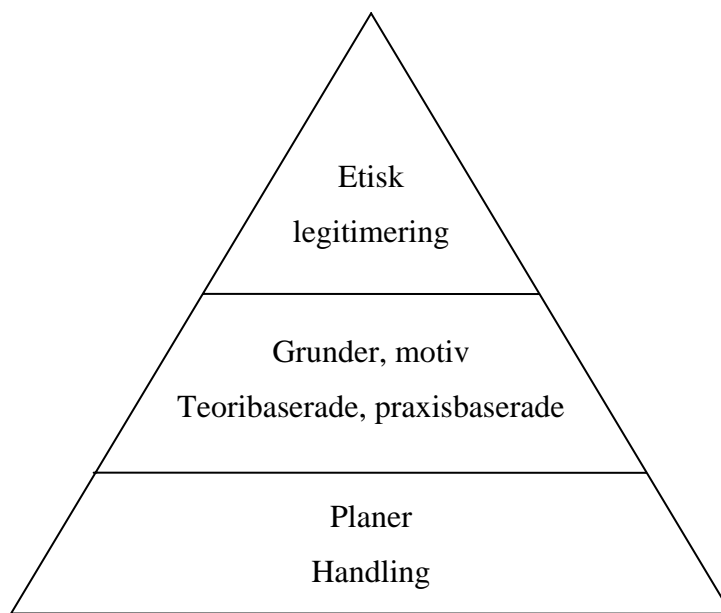 Etisk
legitimering
Grunder, motiv
Teoribaserade, praxisbaserade
Planer
Handling